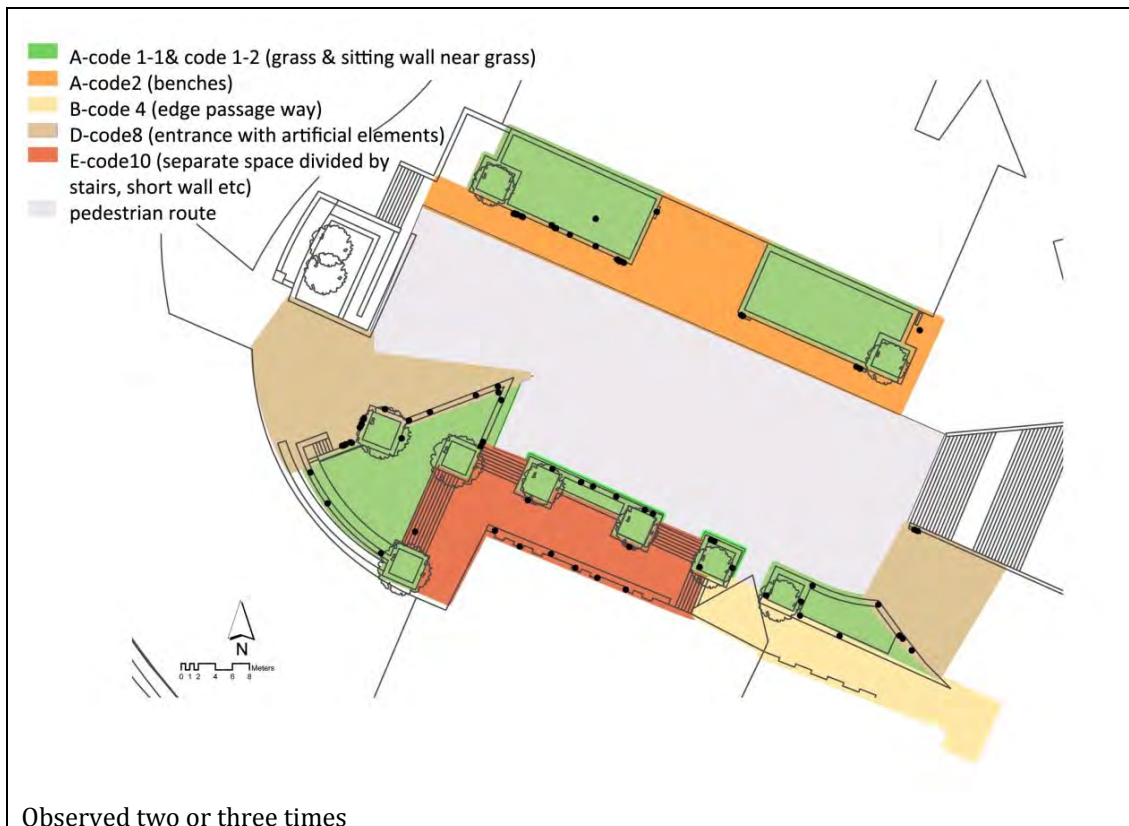 A-code 1-1& code 1-2 (grass & sitting wall near grass)
A-code2 (benches)
B-code 4 (edge passage way)
D-code8 (entrance with artificial elements)
E-code10 (separate space divided by
stairs, short wall etc)
pedestrian route
N
Meters
0 1 2 4 6 8
Observed two or three times